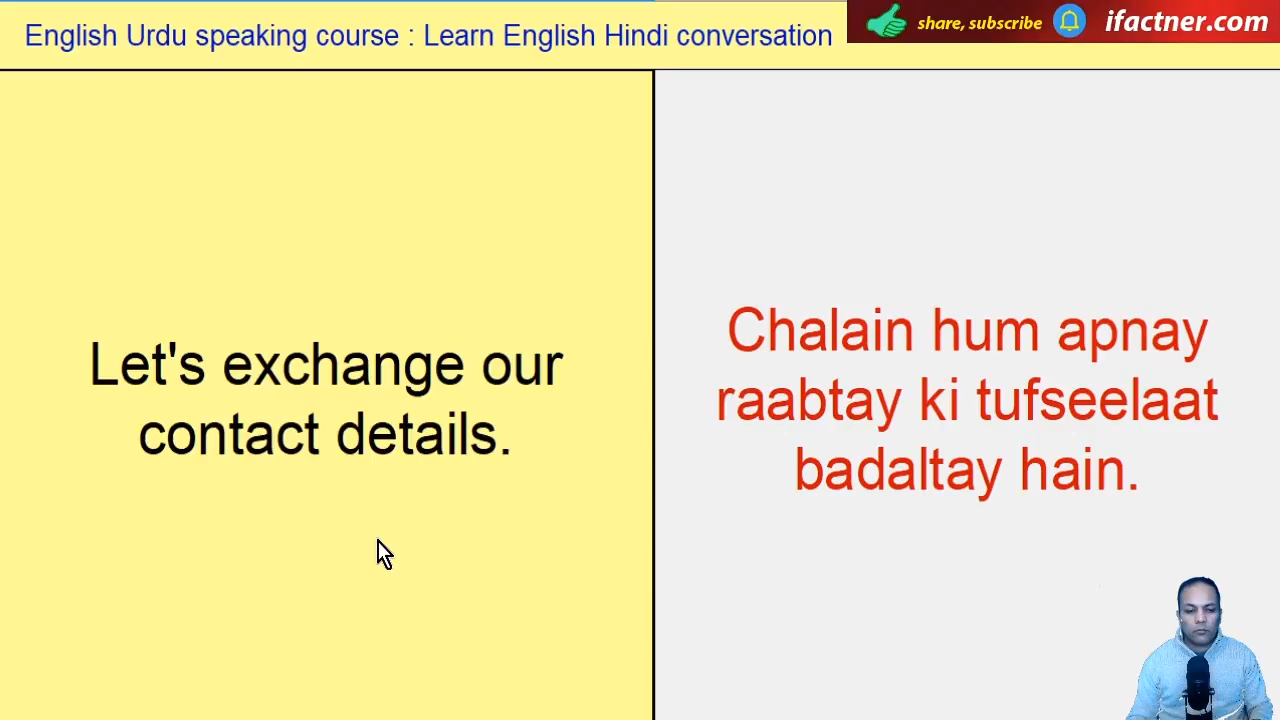 English Urdu speaking course : Learn English Hindi conversation
share, subscribe
ifactner.com
Let's exchange our
contact details.
Chalain hum apnay
raabtay ki tufseelaat
badaltay hain.